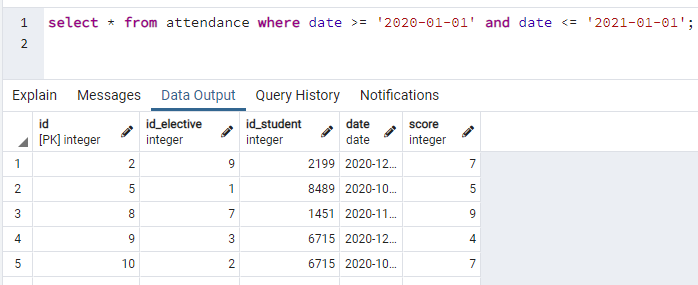 1 select * from attendance where date >= '2020-01-01' and date <= '2021-01-01';
2
Explain Messages Data Output Query History Notifications
id id_elective id_student date score
[PK] integer integer integer date integer
1 2 9 2199 2020-12... 7
2 5 1 8489 2020-10... 5
3 8 7 1451 2020-11... 9
4 9 3 6715 2020-12... 4
5 10 2 6715 2020-10... 7